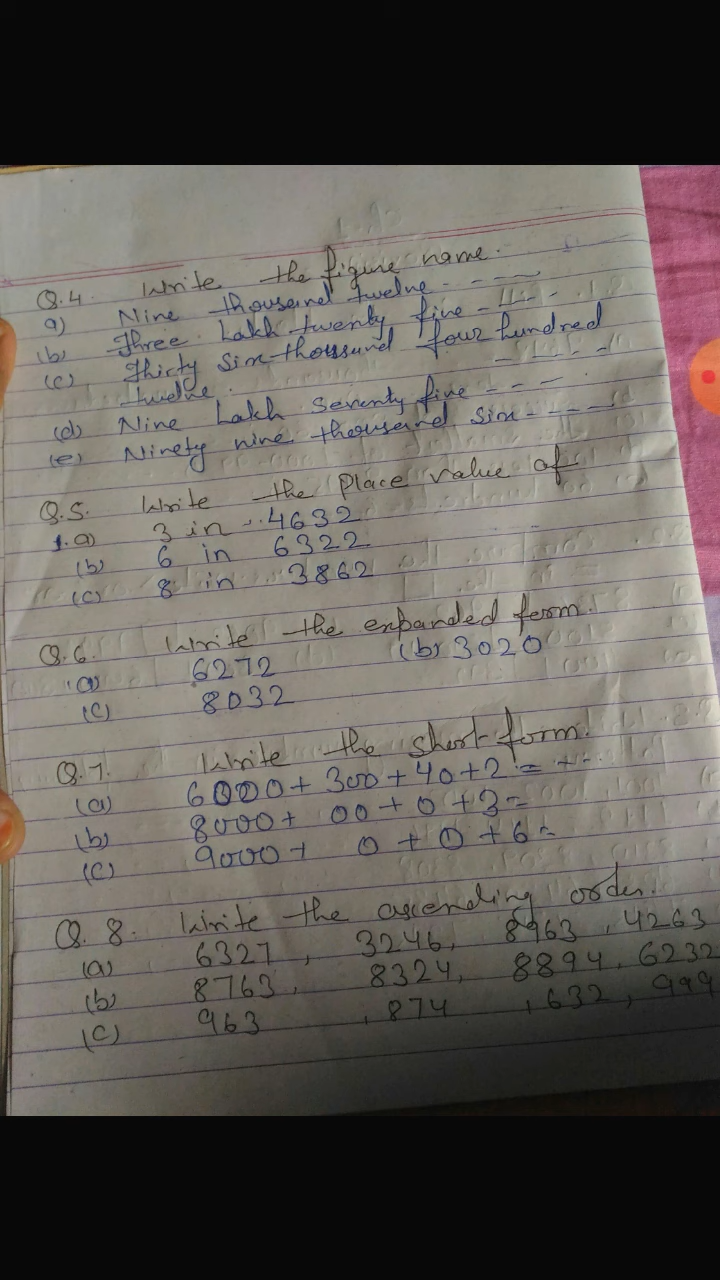 Q.4. Write the figure name.
a) Nine thousand twelve - - - -
(b) Three Lakh twenty five - - - -
(c) Thirty Six thousand four hundred
twelve. - - - - -
(d) Nine Lakh Seventy five - - - -
(e) Ninety nine thousand six - - - -
Q.5. Write the place value of
1.a) 3 in 4632
(b) 6 in 6322
(c) 8 in 3862
Q.6. Write the expanded form.
(a) 6272 (b) 3020
(c) 8032
Q.7. Write the short-form.
(a) 6000 + 300 + 40 + 2 =
(b) 8000 + 00 + 0 + 3 =
(c) 9000 + 0 + 0 + 6 =
Q.8. Write the ascending order.
(a) 6327, 3246, 8963, 4263
(b) 8763, 8324, 8894, 6232
(c) 963, 874, 632, 999